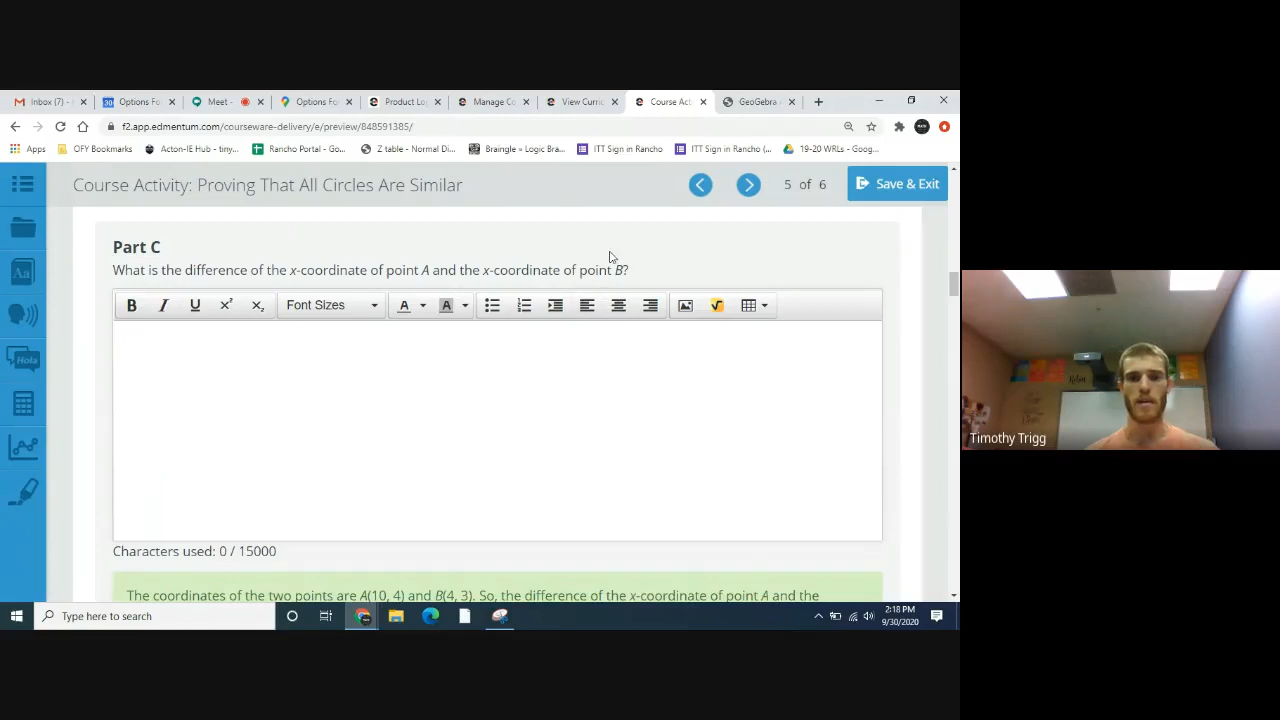 Inbox (7) -
Options Fo
Meet -
Options Fo
Product Lo
Manage Co
View Curric
Course Act
GeoGebra
f2.app.edmentum.com/courseware-delivery/e/preview/848591385/
Apps
OFY Bookmarks
Acton-IE Hub - tiny...
Rancho Portal - Go...
Z table - Normal Di...
Braingle » Logic Bra...
ITT Sign in Rancho
ITT Sign in Rancho (...
19-20 WRLs - Goog...
Course Activity: Proving That All Circles Are Similar
5 of 6
Save & Exit
Part C
What is the difference of the x-coordinate of point A and the x-coordinate of point B?
Font Sizes
Characters used: 0 / 15000
The coordinates of the two points are A(10, 4) and B(4, 3). So, the difference of the x-coordinate of point A and the
Aa
Hola
Timothy Trigg
Type here to search
2:18 PM
9/30/2020